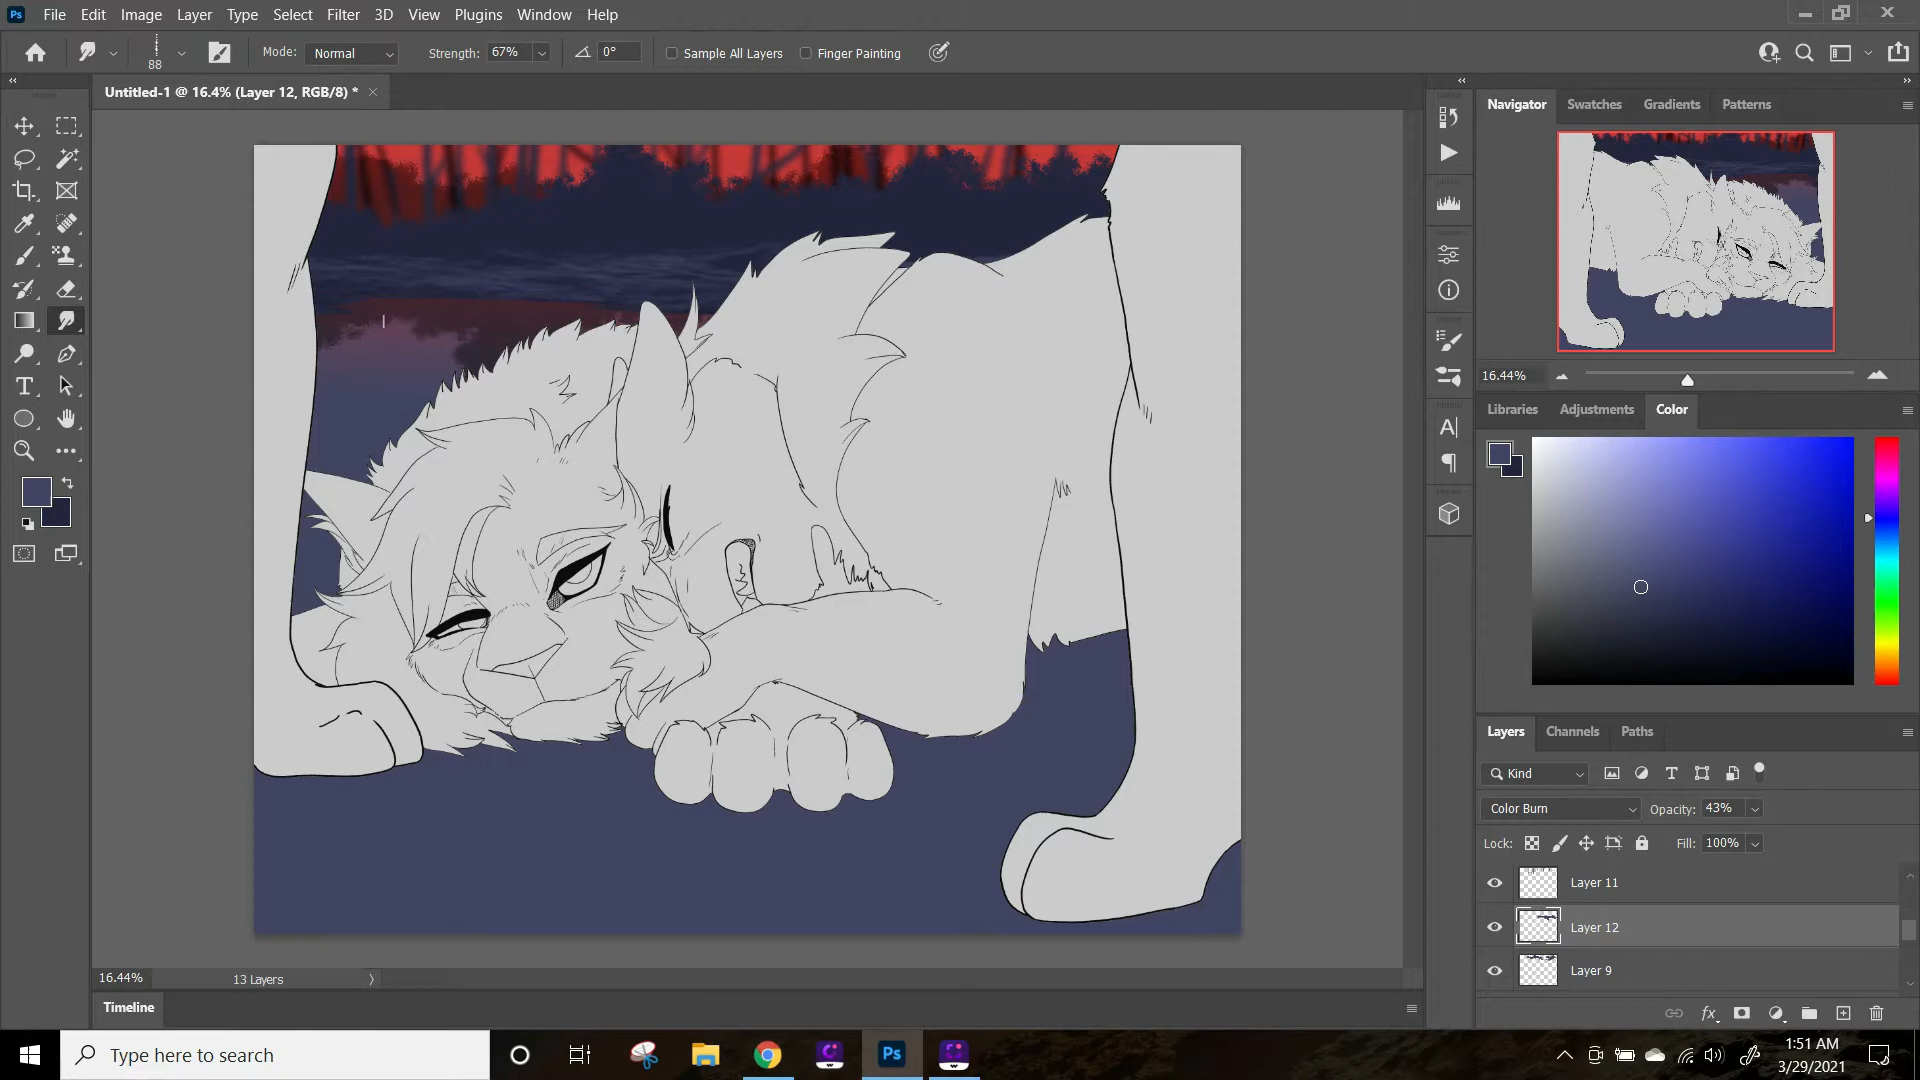 Ps File Edit Image Layer Type Select Filter 3D View Plugins Window Help
88 Mode: Normal Strength: 67% 0° Sample All Layers Finger Painting
Untitled-1 @ 16.4% (Layer 12, RGB/8) *
Navigator Swatches Gradients Patterns
16.44%
Libraries Adjustments Color
Layers Channels Paths
Kind
Color Burn Opacity: 43%
Lock: Fill: 100%
Layer 11
Layer 12
Layer 9
16.44% 13 Layers
Timeline
Type here to search
Ps
1:51 AM
3/29/2021